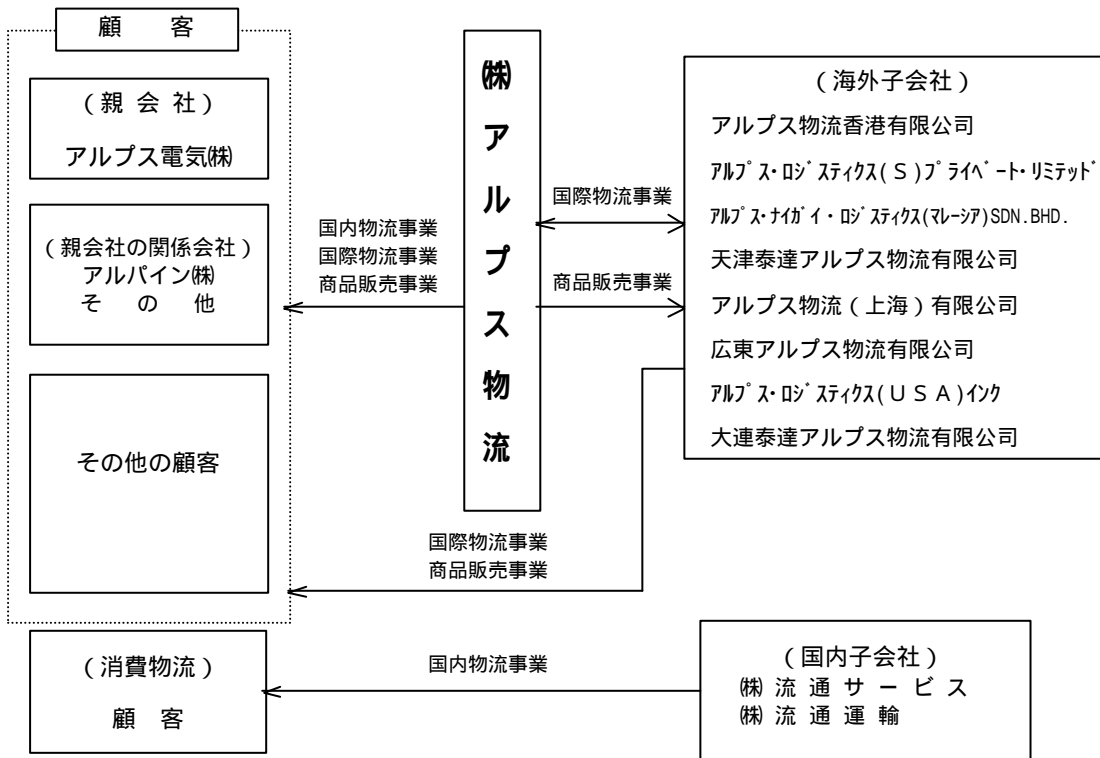 顧　　客
（ 親 会 社 ）
アルプス電気㈱
（ 親会社の関係会社 ）
アルパイン㈱
そ　の　他
その他の顧客
国内物流事業
国際物流事業
商品販売事業
㈱アルプス物流
国際物流事業
商品販売事業
（ 海外子会社 ）
アルプス物流香港有限公司
ｱﾙﾌﾟｽ･ﾛｼﾞｽﾃｨｸｽ(Ｓ)ﾌﾟﾗｲﾍﾞｰﾄ･ﾘﾐﾃｯﾄﾞ
ｱﾙﾌﾟｽ･ﾅｲｶﾞｲ･ﾛｼﾞｽﾃｨｸｽ(ﾏﾚｰｼｱ)SDN.BHD.
天津泰達アルプス物流有限公司
アルプス物流（上海）有限公司
広東アルプス物流有限公司
ｱﾙﾌﾟｽ･ﾛｼﾞｽﾃｨｸｽ(ＵＳＡ)ｲﾝｸ
大連泰達アルプス物流有限公司
国際物流事業
商品販売事業
（ 消費物流 ）
顧　客
国内物流事業
（ 国内子会社 ）
㈱ 流 通 サ ー ビ ス
㈱ 流 通 運 輸